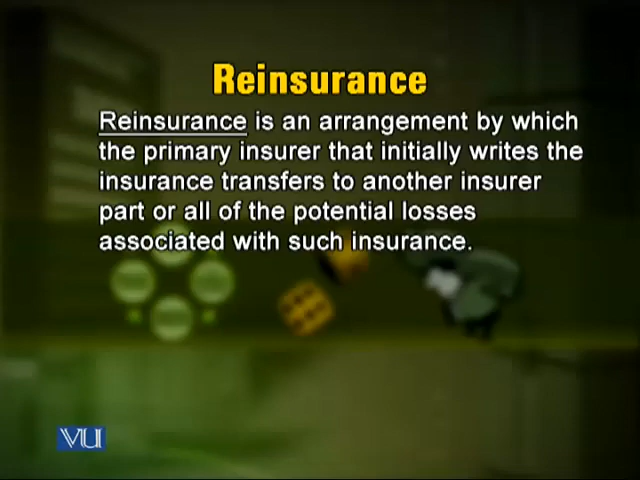 Reinsurance
Reinsurance is an arrangement by which
the primary insurer that initially writes the
insurance transfers to another insurer
part or all of the potential losses
associated with such insurance.
VU